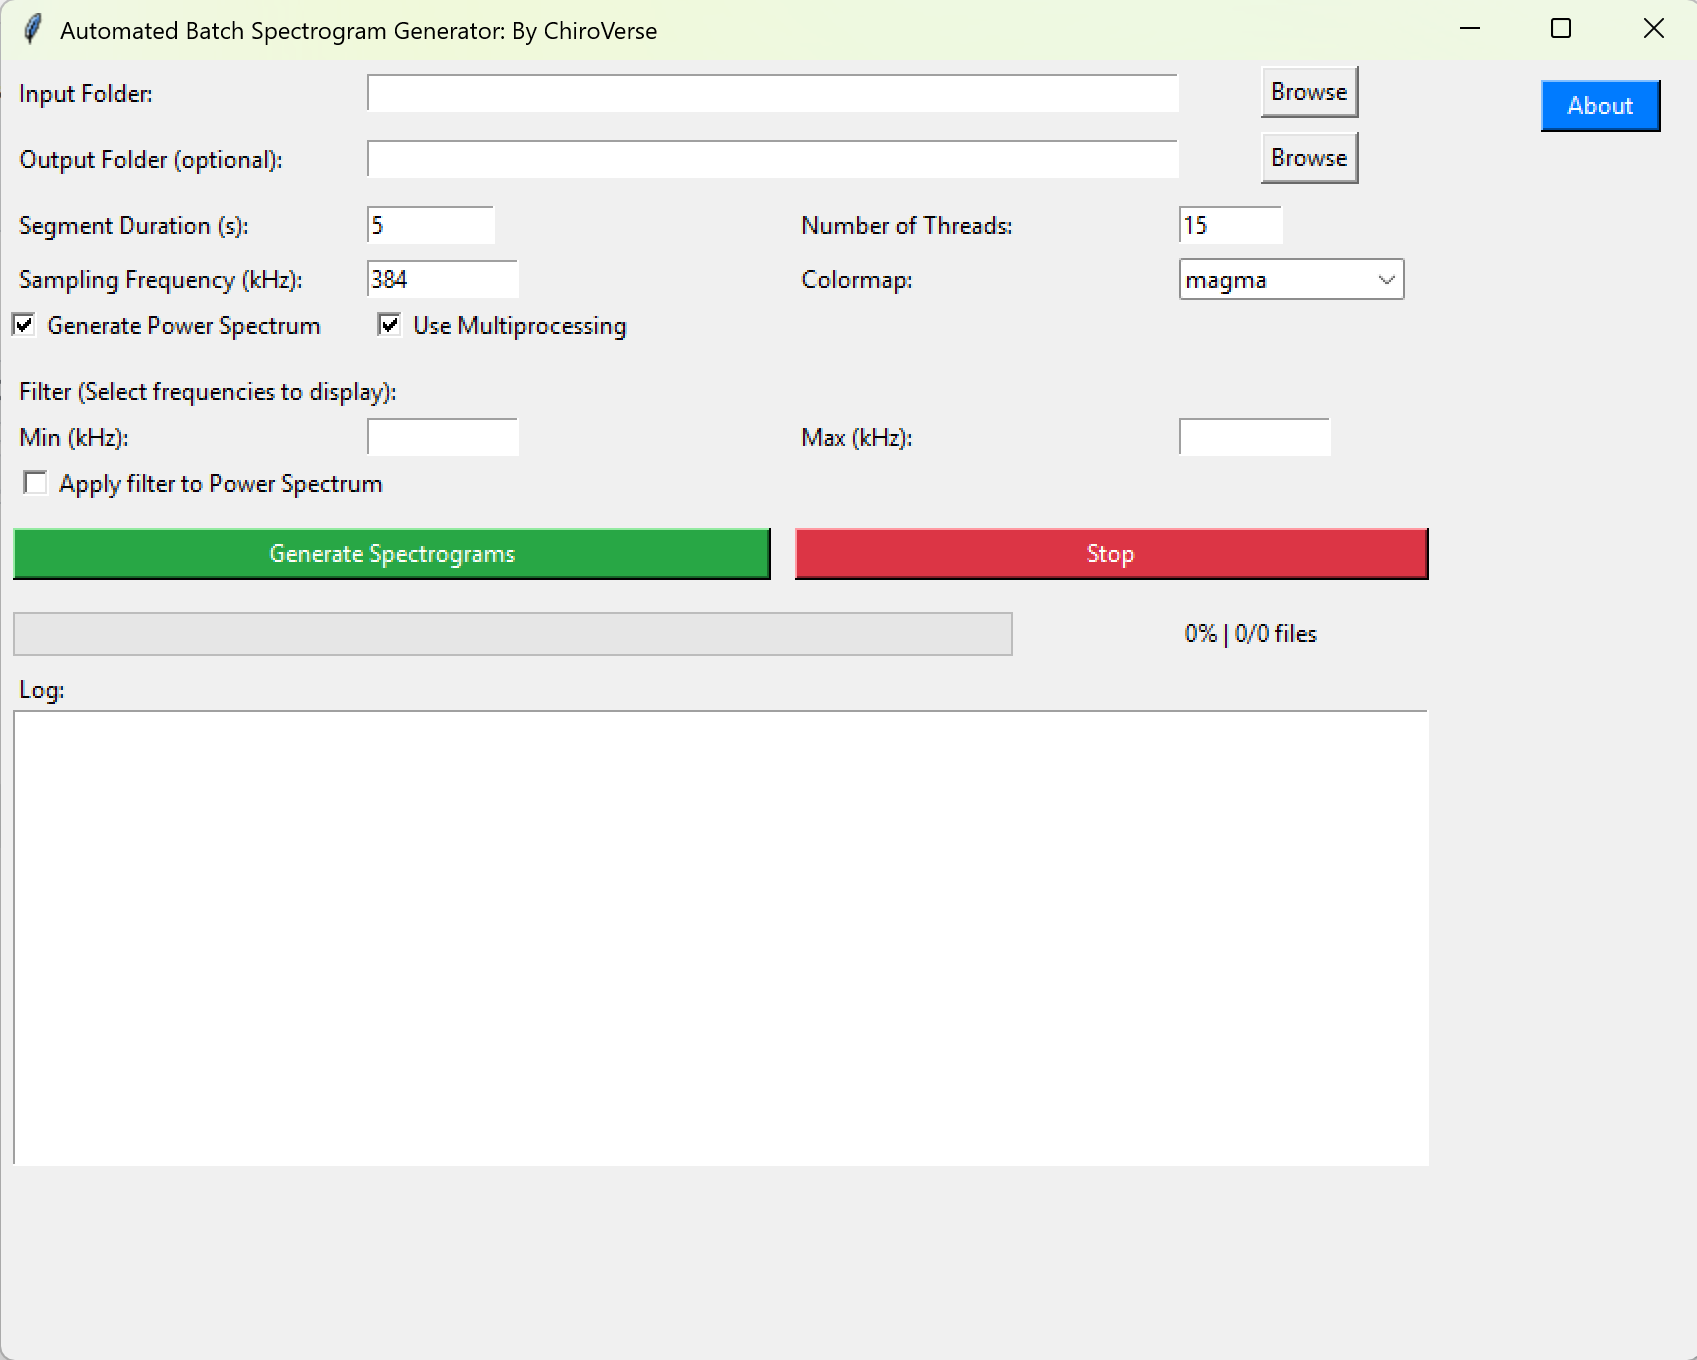 Automated Batch Spectrogram Generator: By ChiroVerse
Input Folder: Browse
About
Output Folder (optional): Browse
Segment Duration (s): 5 Number of Threads: 15
Sampling Frequency (kHz): 384 Colormap: magma
Generate Power Spectrum Use Multiprocessing
Filter (Select frequencies to display):
Min (kHz): Max (kHz):
Apply filter to Power Spectrum
Generate Spectrograms Stop
0% | 0/0 files
Log: